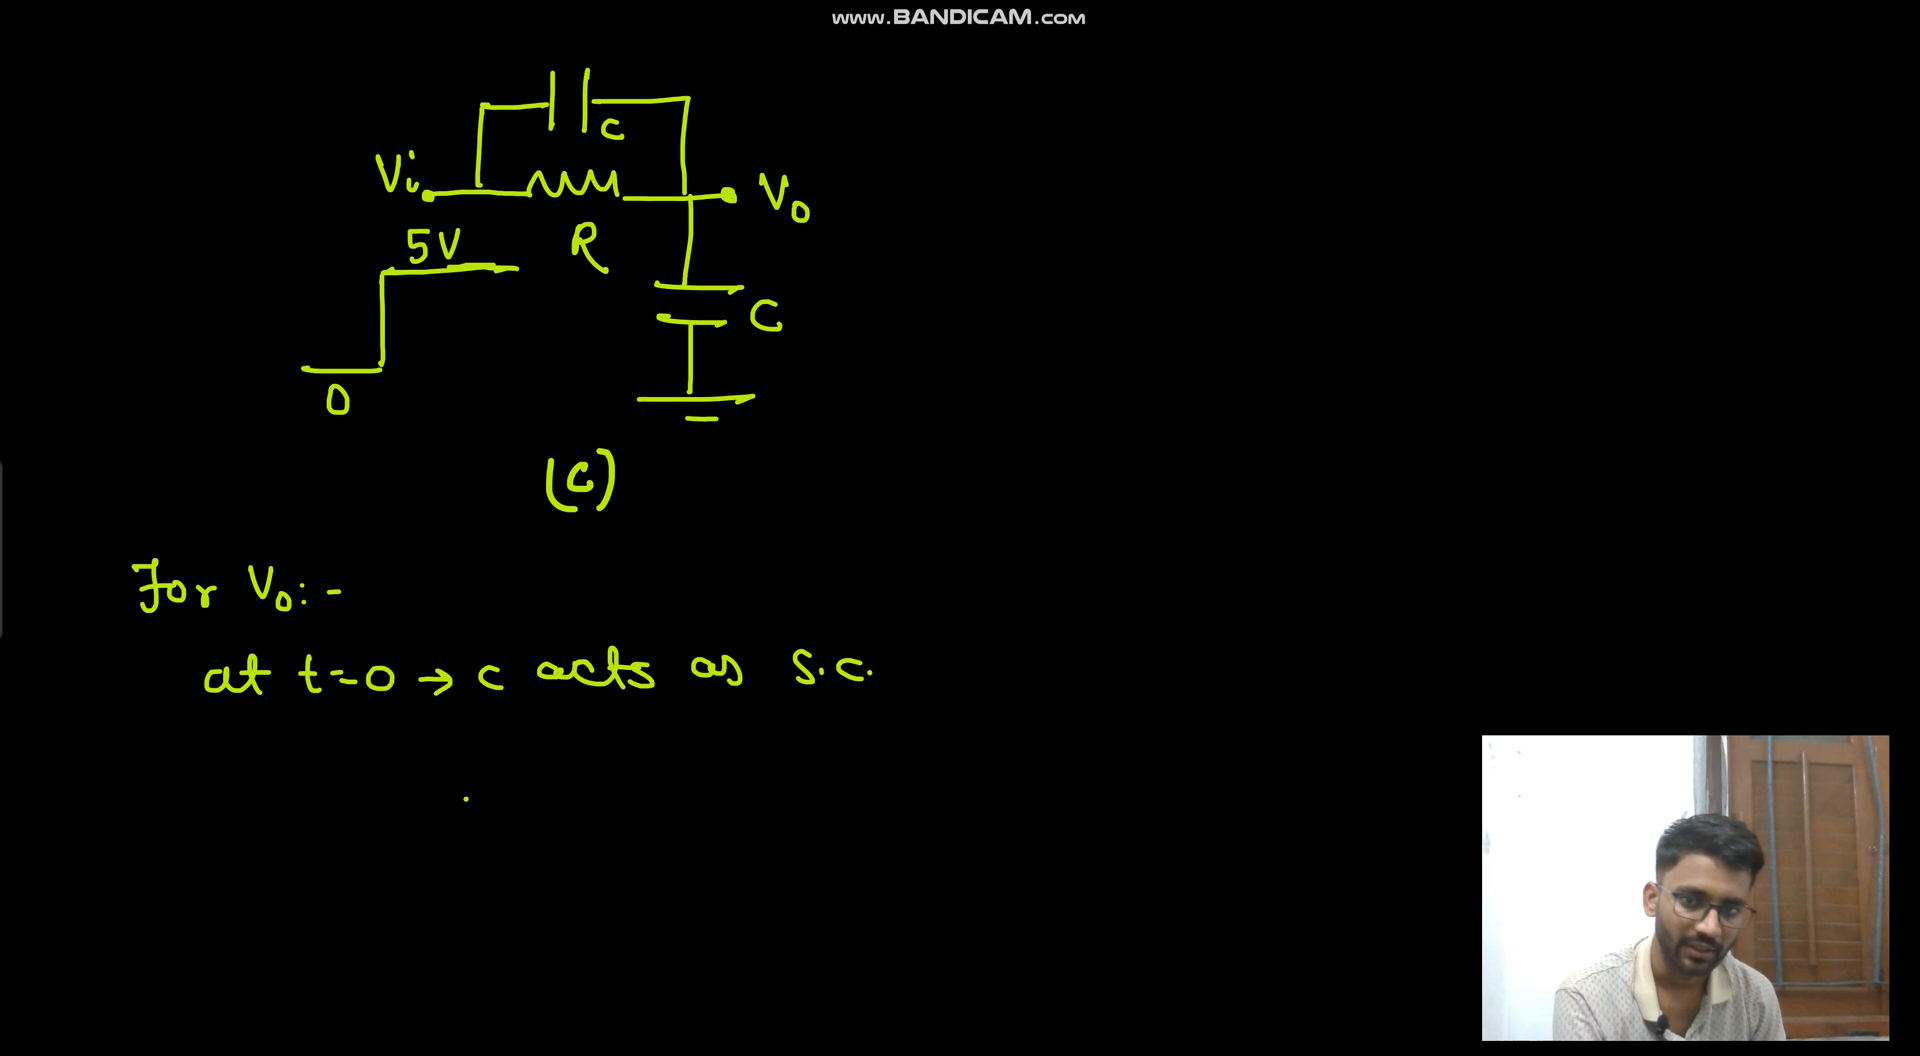 www.BANDICAM.com
C
Vi
Vo
5V
R
C
0
(C)
For Vo:-
at t=0 → c acts as s.c.